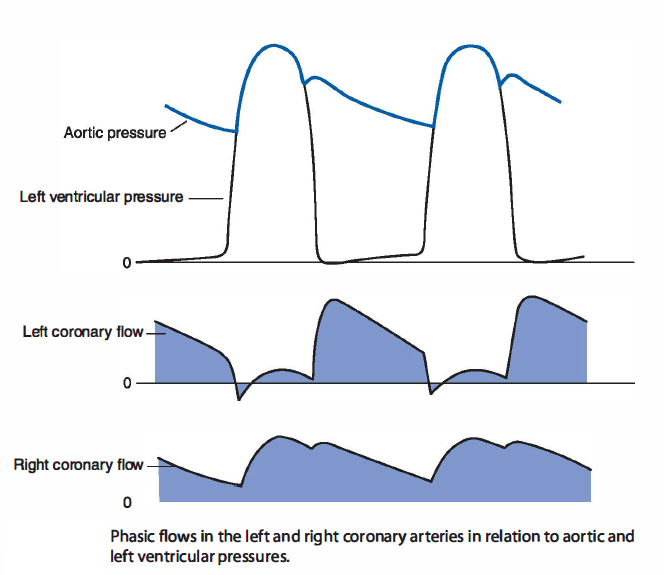 Aortic pressure
Left ventricular pressure
0
Left coronary flow
0
Right coronary flow
0
Phasic flows in the left and right coronary arteries in relation to aortic and
left ventricular pressures.